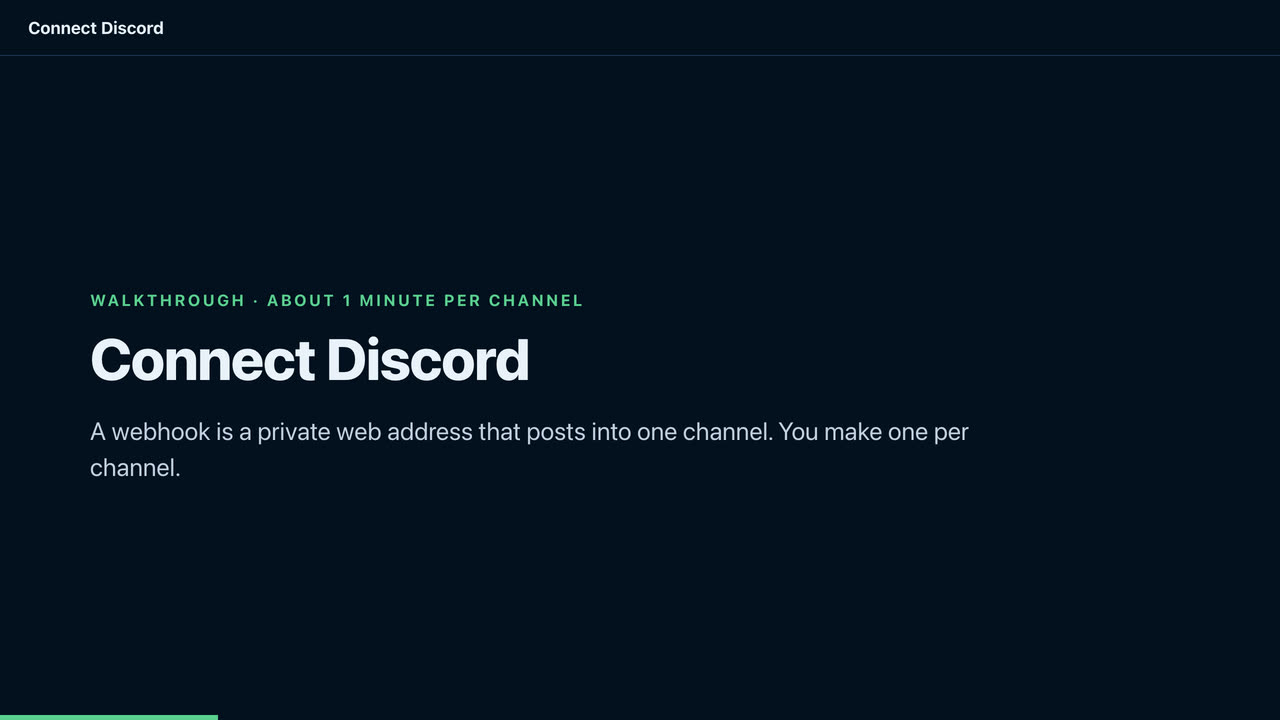 Connect Discord
WALKTHROUGH · ABOUT 1 MINUTE PER CHANNEL
Connect Discord
A webhook is a private web address that posts into one channel. You make one per
channel.